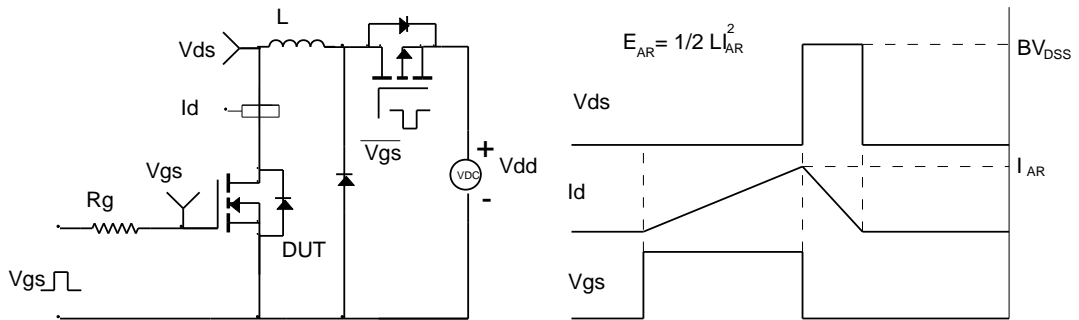 L
Vds
Id
Vgs
Vgs
Rg
DUT
Vgs
VDC
+
Vdd
-
E_AR = 1/2 LI_AR^2
BV_DSS
Vds
I_AR
Id
Vgs